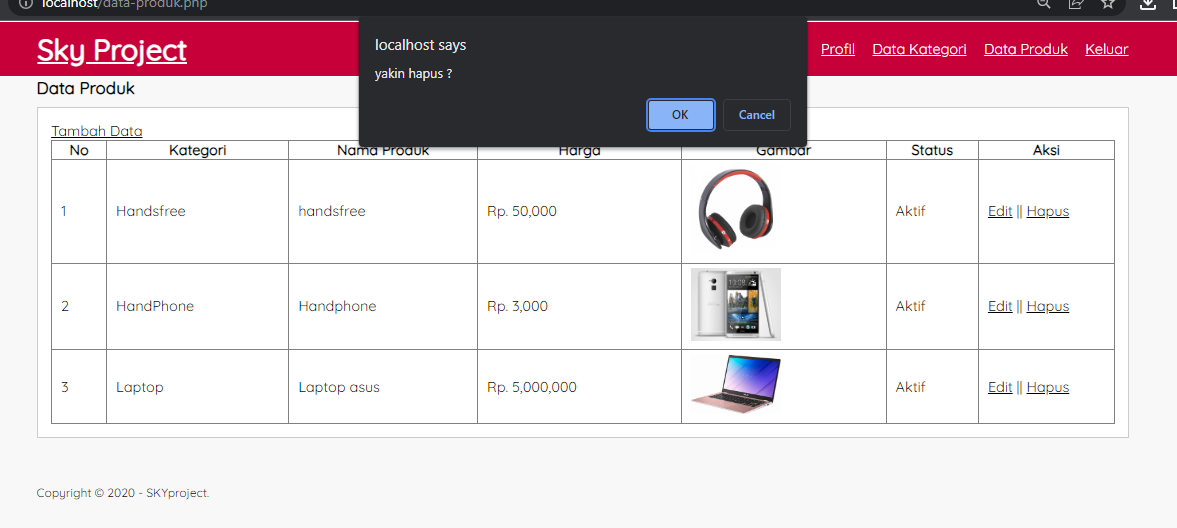 localhost/data-produk.php
localhost says
yakin hapus ?
OK Cancel
Sky Project Profil Data Kategori Data Produk Keluar
Data Produk
Tambah Data
No Kategori Nama Produk Harga Gambar Status Aksi
1 Handsfree handsfree Rp. 50,000 Aktif Edit || Hapus
2 HandPhone Handphone Rp. 3,000 10:08 Aktif Edit || Hapus
3 Laptop Laptop asus Rp. 5,000,000 Aktif Edit || Hapus
Copyright © 2020 - SKYproject.